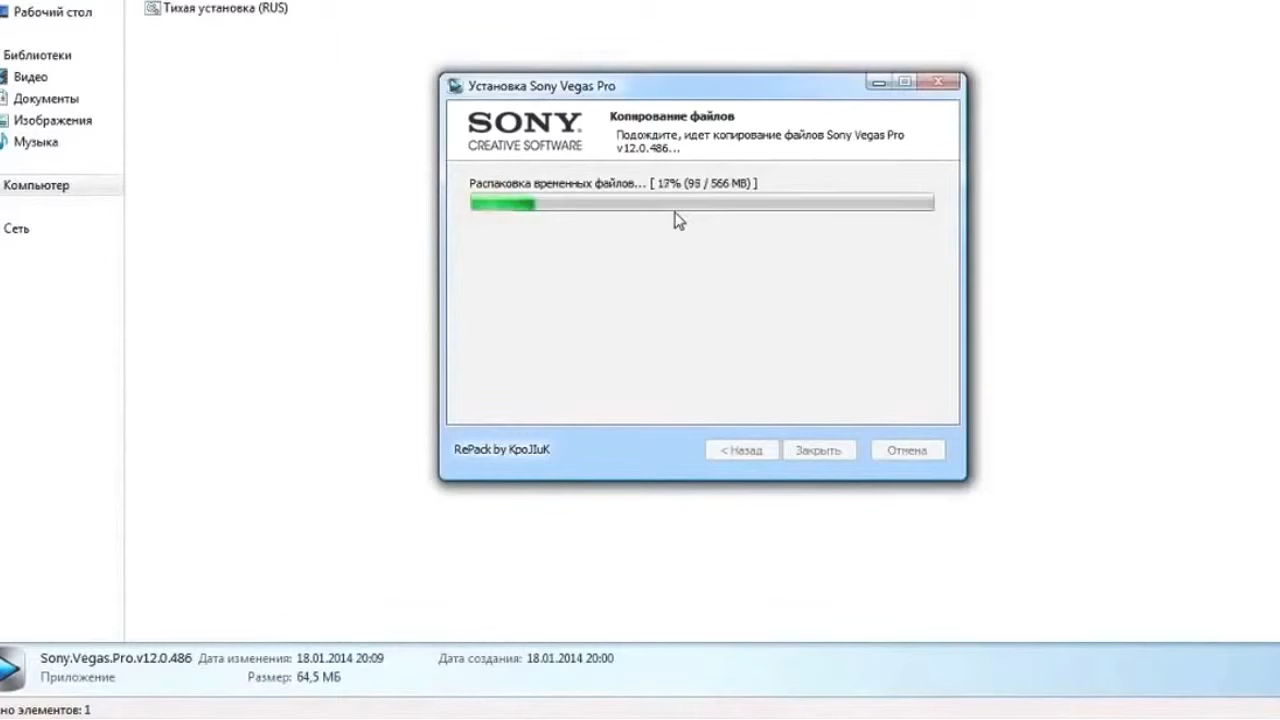 Рабочий стол
Тихая установка (RUS)
Библиотеки
Видео
Документы
Изображения
Музыка
Компьютер
Сеть
Установка Sony Vegas Pro
SONY
CREATIVE SOFTWARE
Копирование файлов
Подождите, идет копирование файлов Sony Vegas Pro
v12.0.486...
Распаковка временных файлов... [ 17% (95 / 566 MB) ]
RePack by KpoJIuK
< Назад
Закрыть
Отмена
Sony.Vegas.Pro.v12.0.486 Дата изменения: 18.01.2014 20:09 Дата создания: 18.01.2014 20:00
Приложение Размер: 64,5 МБ
но элементов: 1